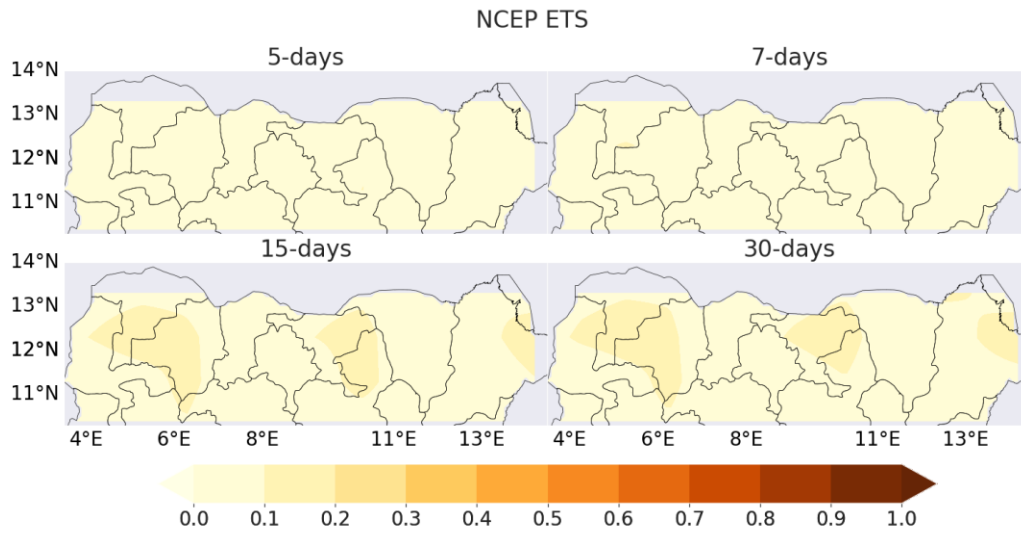 NCEP ETS
5-days 7-days
14°N
13°N
12°N
11°N
15-days 30-days
14°N
13°N
12°N
11°N
4°E 6°E 8°E 11°E 13°E 4°E 6°E 8°E 11°E 13°E
0.0 0.1 0.2 0.3 0.4 0.5 0.6 0.7 0.8 0.9 1.0